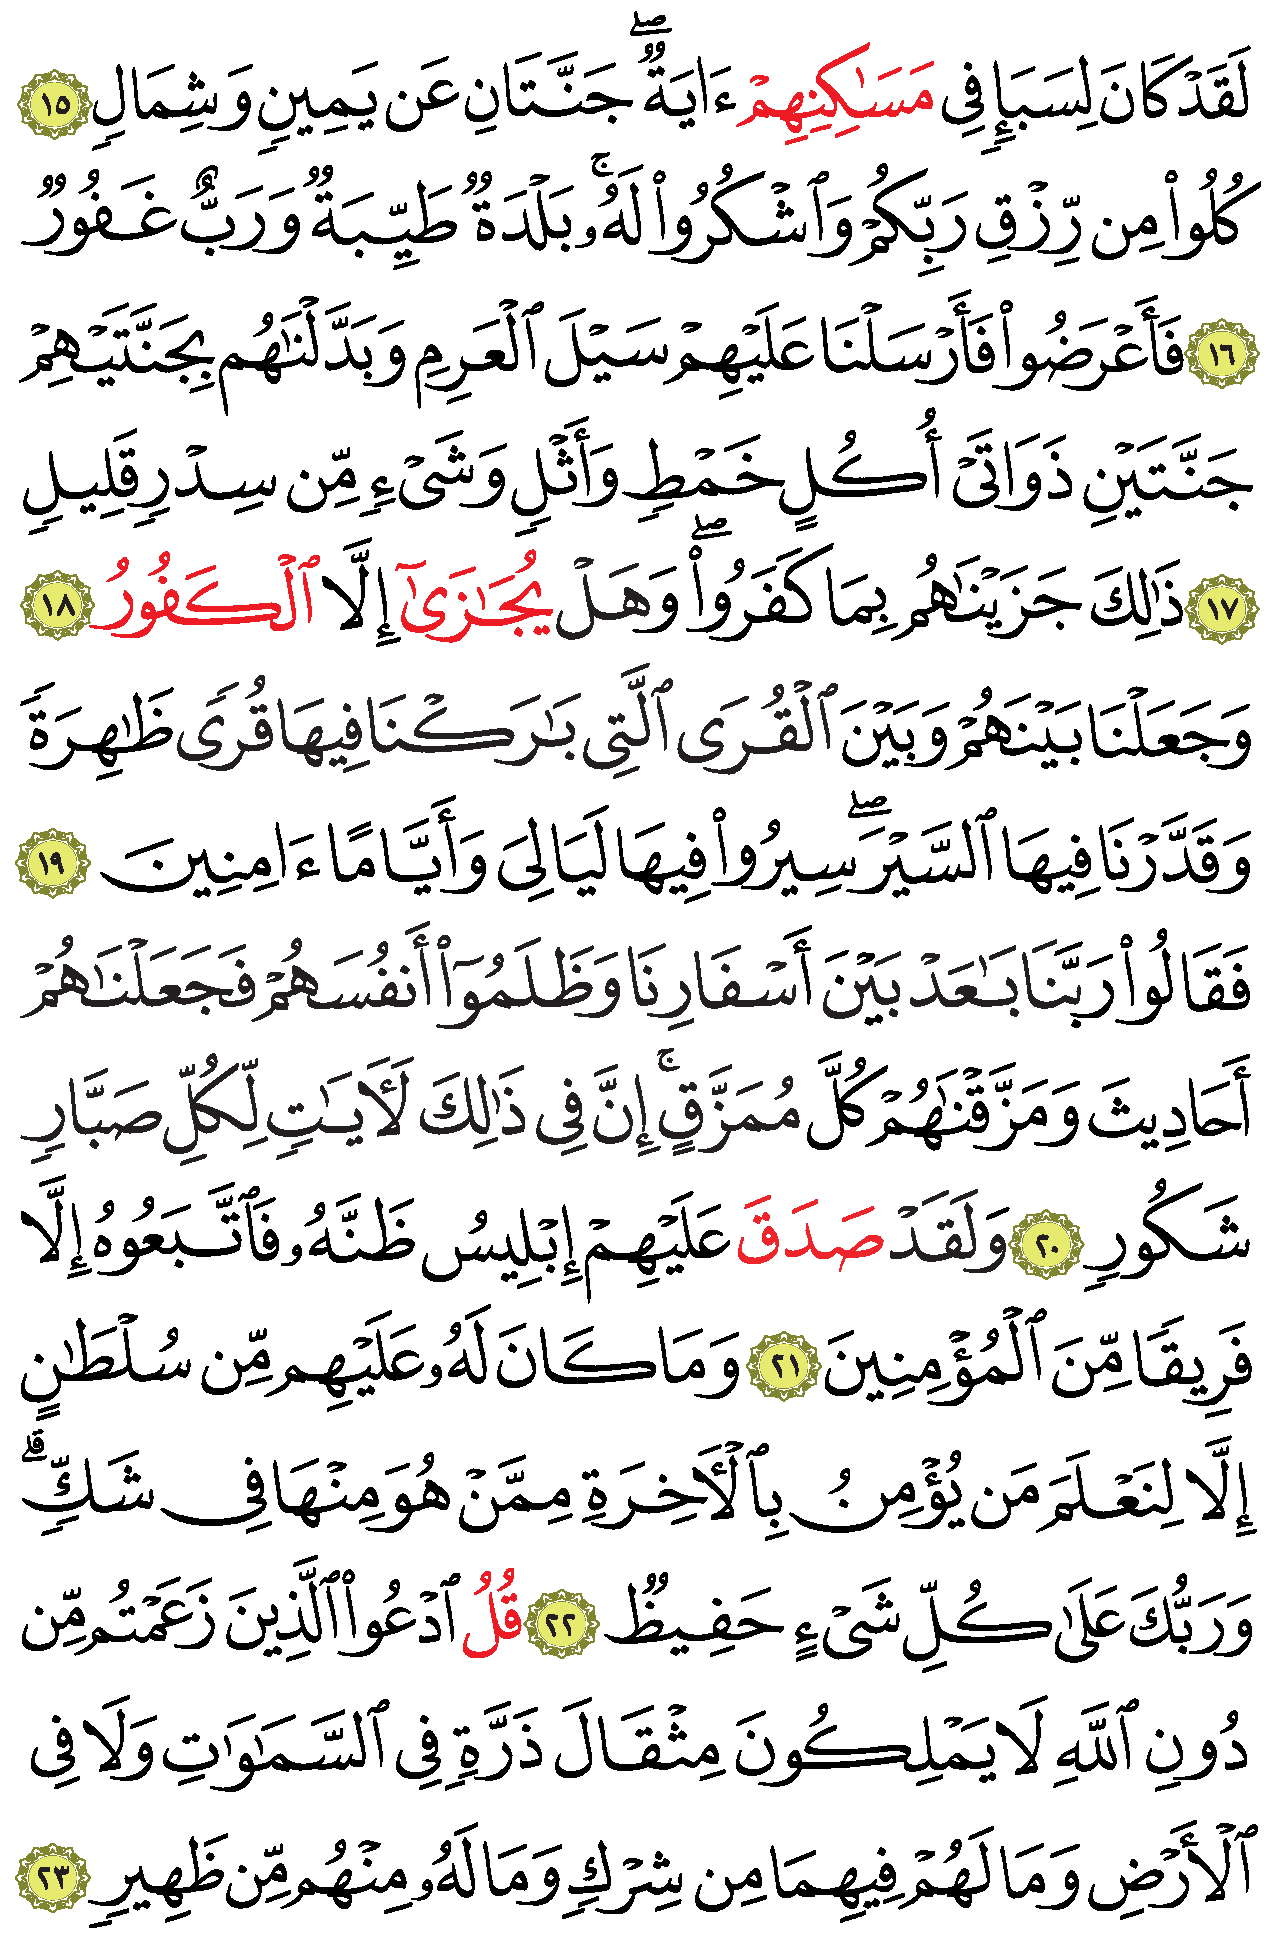 لَقَدْ كَانَ لِسَبَإٍ فِى مَسَٰكِنِهِمْ ءَايَةٌ ۖ جَنَّتَانِ عَن يَمِينٍ وَشِمَالٍ ١٥
كُلُوا۟ مِن رِّزْقِ رَبِّكُمْ وَٱشْكُرُوا۟ لَهُۥ ۚ بَلْدَةٌ طَيِّبَةٌ وَرَبٌّ غَفُورٌ
١٦ فَأَعْرَضُوا۟ فَأَرْسَلْنَا عَلَيْهِمْ سَيْلَ ٱلْعَرِمِ وَبَدَّلْنَٰهُم بِجَنَّتَيْهِمْ
جَنَّتَيْنِ ذَوَاتَىْ أُكُلٍ خَمْطٍ وَأَثْلٍ وَشَىْءٍ مِّن سِدْرٍ قَلِيلٍ
١٧ ذَٰلِكَ جَزَيْنَٰهُم بِمَا كَفَرُوا۟ ۖ وَهَلْ يُجَٰزَىٰٓ إِلَّا ٱلْكَفُورُ ١٨
وَجَعَلْنَا بَيْنَهُمْ وَبَيْنَ ٱلْقُرَى ٱلَّتِى بَٰرَكْنَا فِيهَا قُرًى ظَٰهِرَةً
وَقَدَّرْنَا فِيهَا ٱلسَّيْرَ ۖ سِيرُوا۟ فِيهَا لَيَالِىَ وَأَيَّامًا ءَامِنِينَ ١٩
فَقَالُوا۟ رَبَّنَا بَٰعَدْ بَيْنَ أَسْفَارِنَا وَظَلَمُوٓا۟ أَنفُسَهُمْ فَجَعَلْنَٰهُمْ
أَحَادِيثَ وَمَزَّقْنَٰهُمْ كُلَّ مُمَزَّقٍ ۚ إِنَّ فِى ذَٰلِكَ لَأٓيَٰتٍ لِّكُلِّ صَبَّارٍ
شَكُورٍ ٢٠ وَلَقَدْ صَدَقَ عَلَيْهِمْ إِبْلِيسُ ظَنَّهُۥ فَٱتَّبَعُوهُ إِلَّا
فَرِيقًا مِّنَ ٱلْمُؤْمِنِينَ ٢١ وَمَا كَانَ لَهُۥ عَلَيْهِم مِّن سُلْطَٰنٍ
إِلَّا لِنَعْلَمَ مَن يُؤْمِنُ بِٱلْأَخِرَةِ مِمَّنْ هُوَ مِنْهَا فِى شَكٍّ ۗ
وَرَبُّكَ عَلَىٰ كُلِّ شَىْءٍ حَفِيظٌ ٢٢ قُلُ ٱدْعُوا۟ ٱلَّذِينَ زَعَمْتُم مِّن
دُونِ ٱللَّهِ لَا يَمْلِكُونَ مِثْقَالَ ذَرَّةٍ فِى ٱلسَّمَٰوَٰتِ وَلَا فِى
ٱلْأَرْضِ وَمَا لَهُمْ فِيهِمَا مِن شِرْكٍ وَمَا لَهُۥ مِنْهُم مِّن ظَهِيرٍ ٢٣